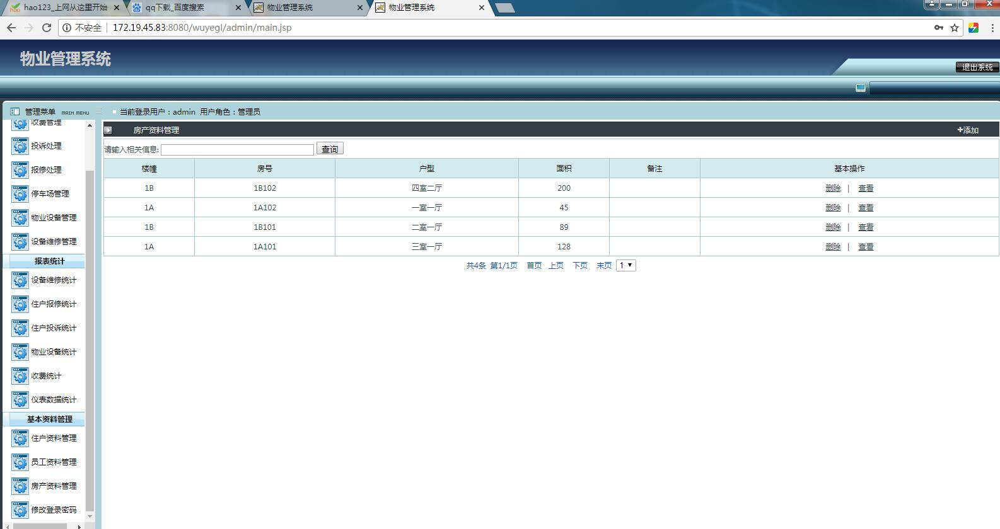 hao123_上网从这里开始
qq下载_百度搜索
物业管理系统
物业管理系统
不安全 172.19.45.83:8080/wuyegl/admin/main.jsp
物业管理系统
退出系统
管理菜单 MAIN MENU
当前登录用户：admin 用户角色：管理员
收费管理
投诉处理
报修处理
停车场管理
物业设备管理
设备维修管理
报表统计
设备维修统计
住户报修统计
住户投诉统计
物业设备统计
收费统计
仪表数据统计
基本资料管理
住户资料管理
员工资料管理
房产资料管理
修改登录密码
房产资料管理 +添加
请输入相关信息: 查询
楼幢 房号 户型 面积 备注 基本操作
1B 1B102 四室二厅 200 删除 | 查看
1A 1A102 一室一厅 45 删除 | 查看
1B 1B101 二室一厅 89 删除 | 查看
1A 1A101 三室一厅 128 删除 | 查看
共4条 第1/1页 首页 上页 下页 末页 1